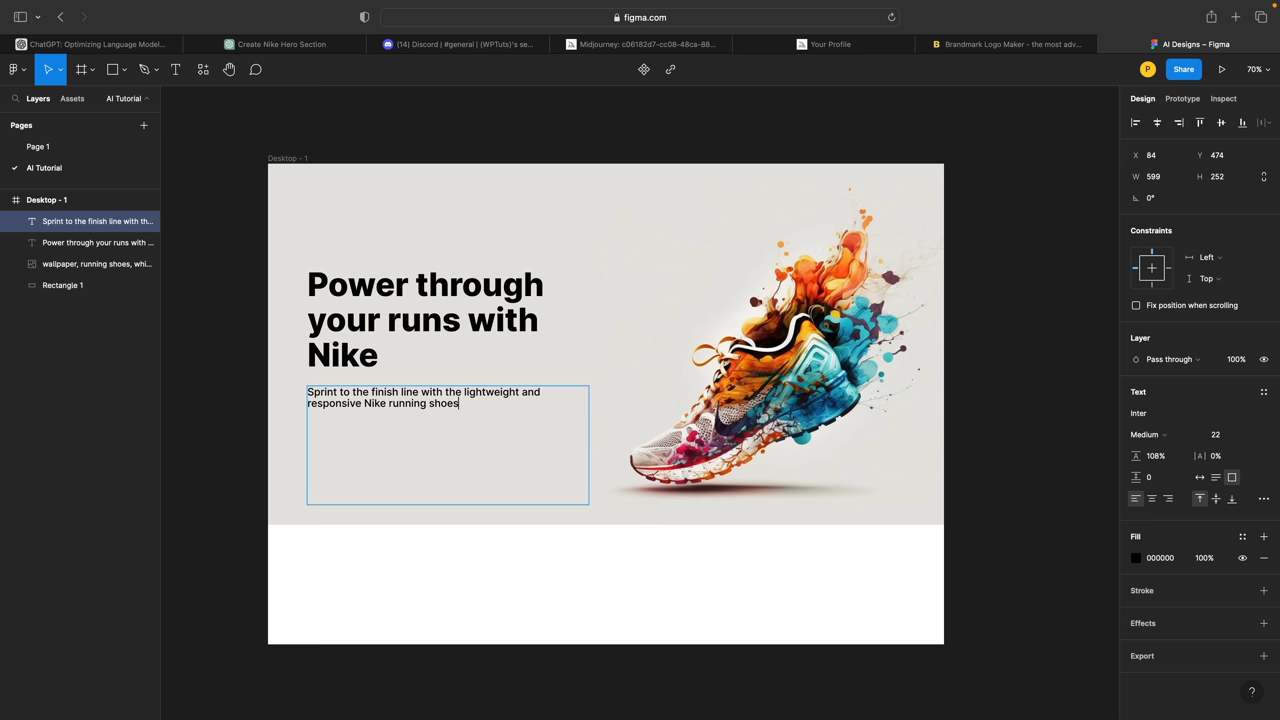 figma.com
ChatGPT: Optimizing Language Model...
Create Nike Hero Section
(14) Discord | #general | (WPTuts)'s se...
Midjourney: c06182d7-cc08-48ca-88...
Your Profile
B Brandmark Logo Maker - the most adv...
AI Designs – Figma
P
Share
70%
Layers
Assets
AI Tutorial
Pages
Page 1
AI Tutorial
Desktop - 1
Sprint to the finish line with th...
Power through your runs with ...
wallpaper, running shoes, whi...
Rectangle 1
Desktop - 1
Power through
your runs with
Nike
Sprint to the finish line with the lightweight and
responsive Nike running shoes
Design
Prototype
Inspect
X 84
Y 474
W 599
H 252
0°
Constraints
Left
Top
Fix position when scrolling
Layer
Pass through
100%
Text
Inter
Medium
22
108%
|A| 0%
0
Fill
000000
100%
Stroke
Effects
Export
?